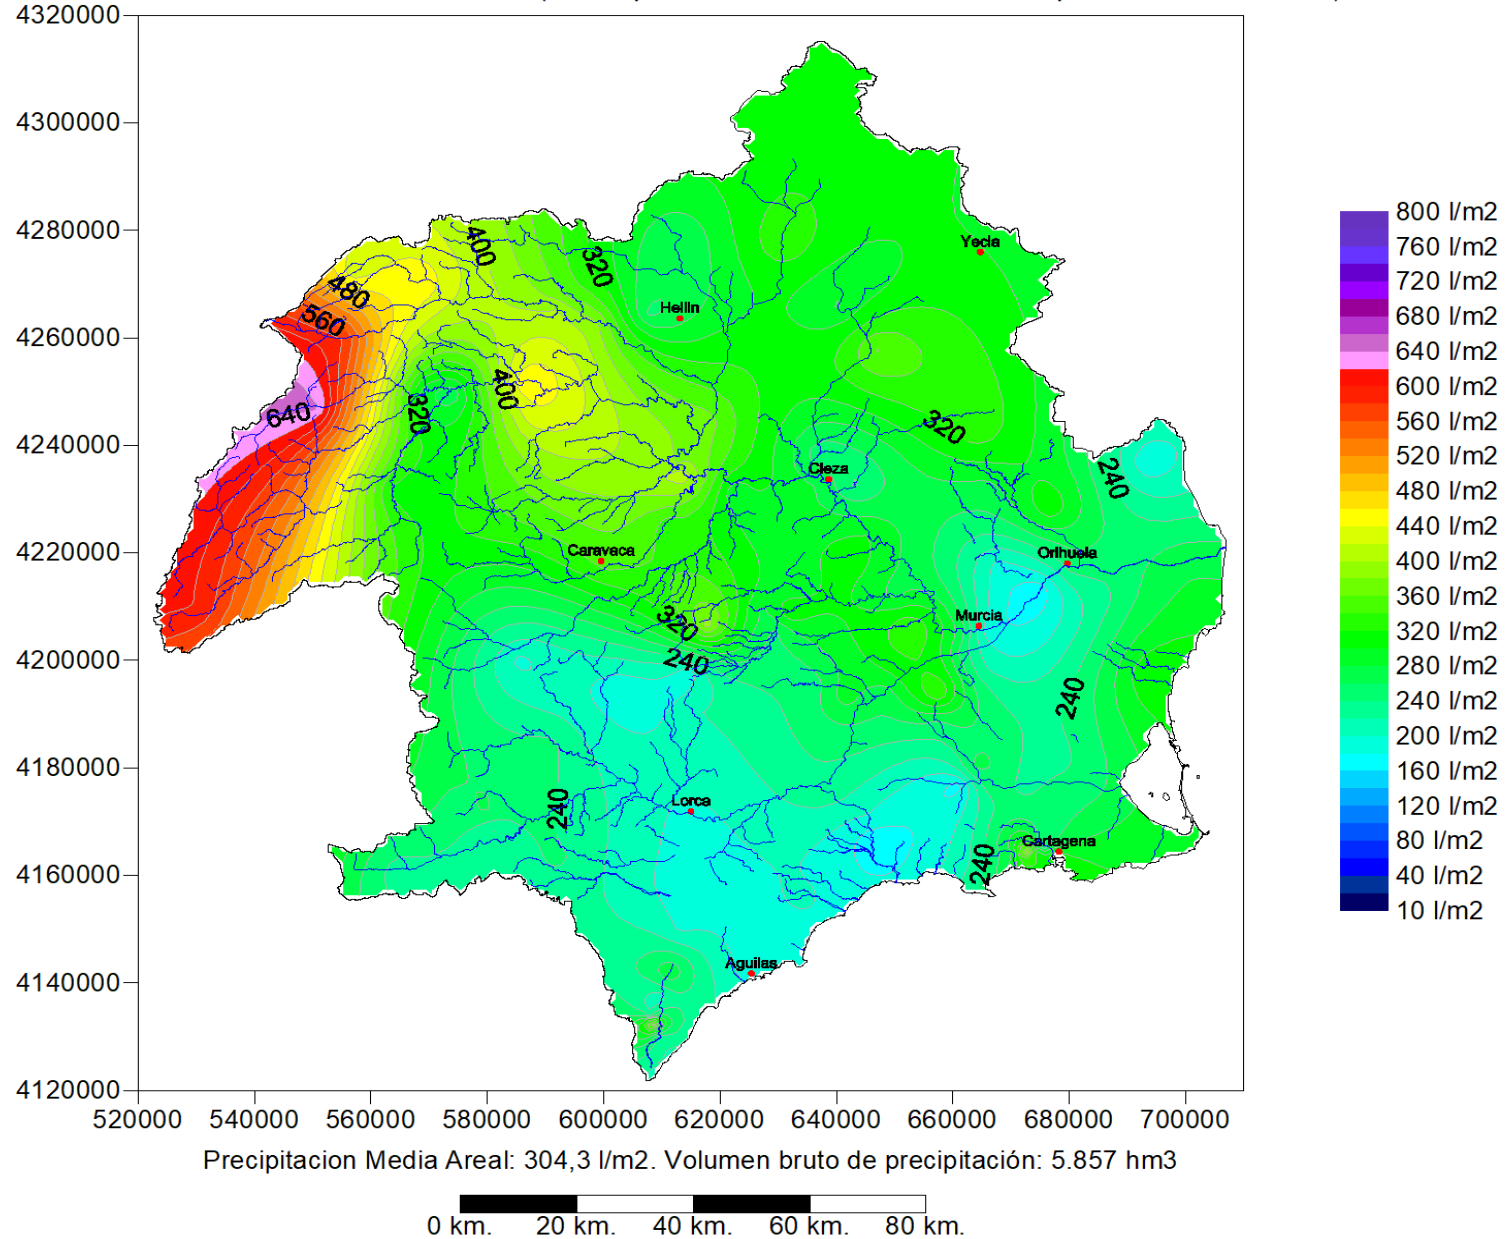 4320000
4300000
4280000
4260000
4240000
4220000
4200000
4180000
4160000
4140000
4120000
520000 540000 560000 580000 600000 620000 640000 660000 680000 700000
400
320
Yecla
480
Hellin
560
400
320
640
320
Cieza
240
Caravaca
Orihuela
320
Murcia
240
240
Lorca
240
Cartagena
240
Aguilas
800 l/m2
760 l/m2
720 l/m2
680 l/m2
640 l/m2
600 l/m2
560 l/m2
520 l/m2
480 l/m2
440 l/m2
400 l/m2
360 l/m2
320 l/m2
280 l/m2
240 l/m2
200 l/m2
160 l/m2
120 l/m2
80 l/m2
40 l/m2
10 l/m2
Precipitacion Media Areal: 304,3 l/m2. Volumen bruto de precipitación: 5.857 hm3
0 km. 20 km. 40 km. 60 km. 80 km.